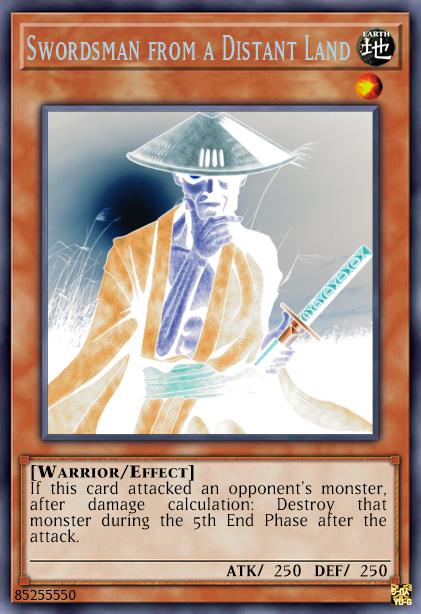 Swordsman from a Distant Land
EARTH
地
[Warrior/Effect]
If this card attacked an opponent's monster,
after damage calculation: Destroy that
monster during the 5th End Phase after the
attack.
ATK/ 250 DEF/ 250
85255550